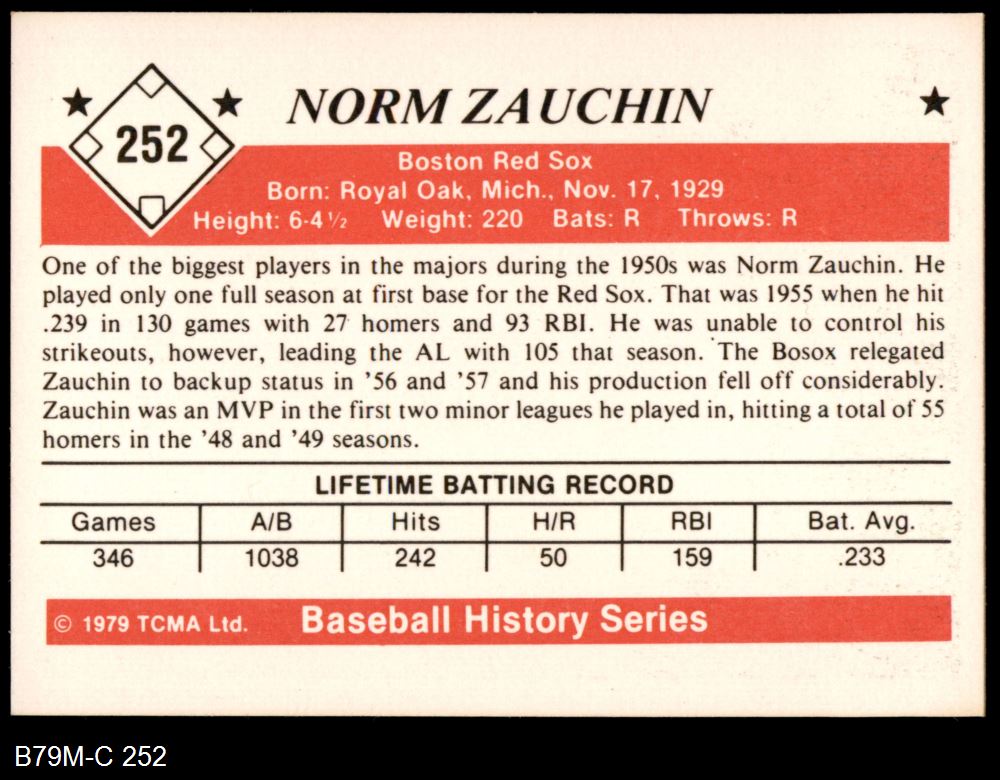 252
NORM ZAUCHIN
Boston Red Sox
Born: Royal Oak, Mich., Nov. 17, 1929
Height: 6-4 ½ Weight: 220 Bats: R Throws: R
One of the biggest players in the majors during the 1950s was Norm Zauchin. He
played only one full season at first base for the Red Sox. That was 1955 when he hit
.239 in 130 games with 27 homers and 93 RBI. He was unable to control his
strikeouts, however, leading the AL with 105 that season. The Bosox relegated
Zauchin to backup status in ’56 and ’57 and his production fell off considerably.
Zauchin was an MVP in the first two minor leagues he played in, hitting a total of 55
homers in the ’48 and ’49 seasons.
LIFETIME BATTING RECORD
Games A/B Hits H/R RBI Bat. Avg.
346 1038 242 50 159 .233
© 1979 TCMA Ltd. Baseball History Series
B79M-C 252